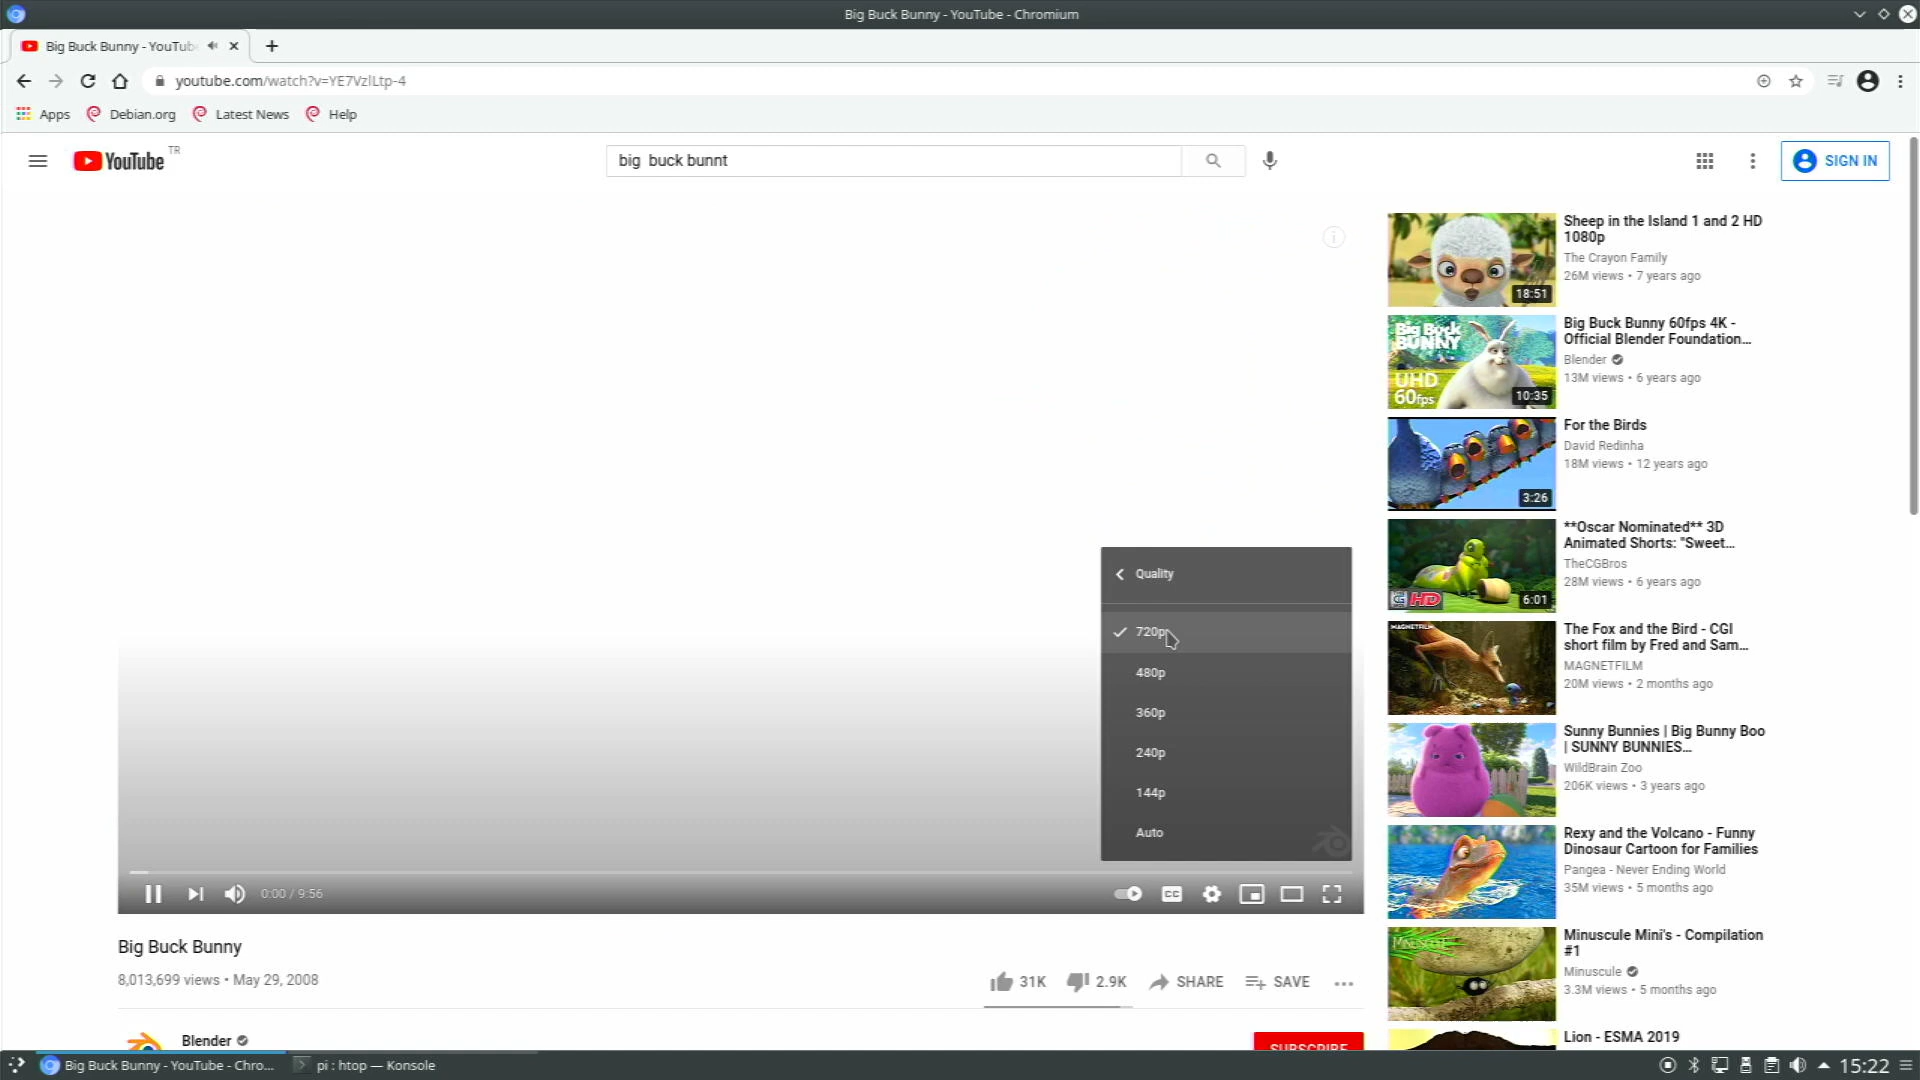 Big Buck Bunny - YouTube - Chromium
Big Buck Bunny - YouTub
youtube.com/watch?v=YE7VzlLtp-4
Apps
Debian.org
Latest News
Help
YouTube
TR
big  buck bunnt
SIGN IN
Quality
720p
480p
360p
240p
144p
Auto
0:00 / 9:56
CC
Big Buck Bunny
8,013,699 views • May 29, 2008
31K
2.9K
SHARE
SAVE
Blender
SUBSCRIBE
18:51
Sheep in the Island 1 and 2 HD
1080p
The Crayon Family
26M views • 7 years ago
Big Buck
BUNNY
UHD
60fps
10:35
Big Buck Bunny 60fps 4K -
Official Blender Foundation...
Blender
13M views • 6 years ago
3:26
For the Birds
David Redinha
18M views • 12 years ago
CG HD
6:01
**Oscar Nominated** 3D
Animated Shorts: "Sweet...
TheCGBros
28M views • 6 years ago
MAGNETFILM
The Fox and the Bird - CGI
short film by Fred and Sam...
MAGNETFILM
20M views • 2 months ago
Sunny Bunnies | Big Bunny Boo
| SUNNY BUNNIES...
WildBrain Zoo
206K views • 3 years ago
Rexy and the Volcano - Funny
Dinosaur Cartoon for Families
Pangea - Never Ending World
35M views • 5 months ago
MINUSCULE
Minuscule Mini's - Compilation
#1
Minuscule
3.3M views • 5 months ago
Lion - ESMA 2019
Big Buck Bunny - YouTube - Chro...
pi : htop — Konsole
15:22